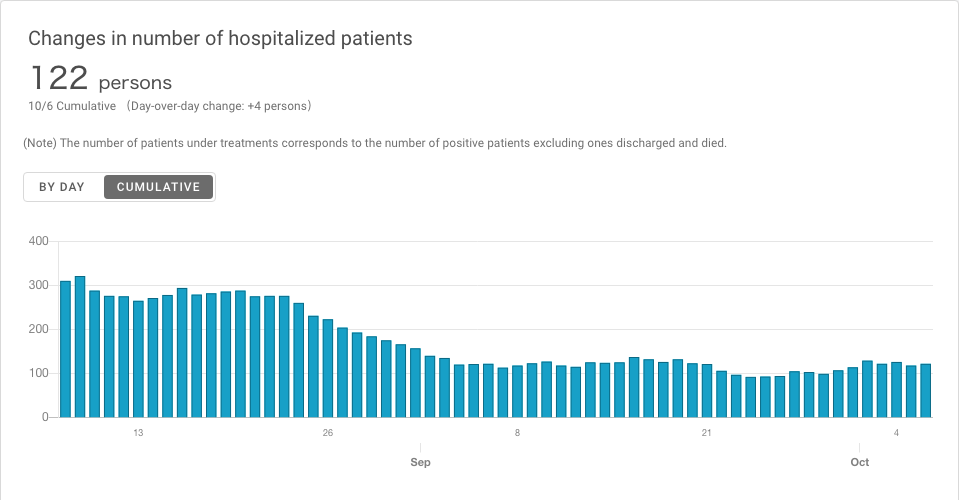 Changes in number of hospitalized patients
122 persons
10/6 Cumulative (Day-over-day change: +4 persons)
(Note) The number of patients under treatments corresponds to the number of positive patients excluding ones discharged and died.
BY DAY CUMULATIVE
400
300
200
100
0
13 26 8 21 4
Sep Oct